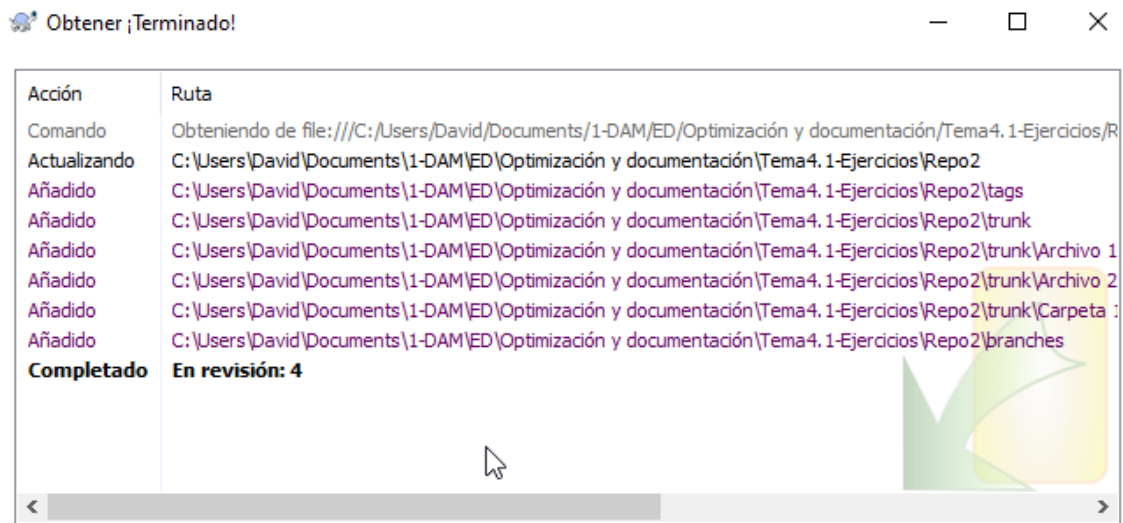 Obtener ¡Terminado!
Acción Ruta
Comando Obteniendo de file:///C:/Users/David/Documents/1-DAM/ED/Optimización y documentación/Tema4.1-Ejercicios/R
Actualizando C:\Users\David\Documents\1-DAM\ED\Optimización y documentación\Tema4.1-Ejercicios\Repo2
Añadido C:\Users\David\Documents\1-DAM\ED\Optimización y documentación\Tema4.1-Ejercicios\Repo2\tags
Añadido C:\Users\David\Documents\1-DAM\ED\Optimización y documentación\Tema4.1-Ejercicios\Repo2\trunk
Añadido C:\Users\David\Documents\1-DAM\ED\Optimización y documentación\Tema4.1-Ejercicios\Repo2\trunk\Archivo 1
Añadido C:\Users\David\Documents\1-DAM\ED\Optimización y documentación\Tema4.1-Ejercicios\Repo2\trunk\Archivo 2
Añadido C:\Users\David\Documents\1-DAM\ED\Optimización y documentación\Tema4.1-Ejercicios\Repo2\trunk\Carpeta 1
Añadido C:\Users\David\Documents\1-DAM\ED\Optimización y documentación\Tema4.1-Ejercicios\Repo2\branches
Completado En revisión: 4